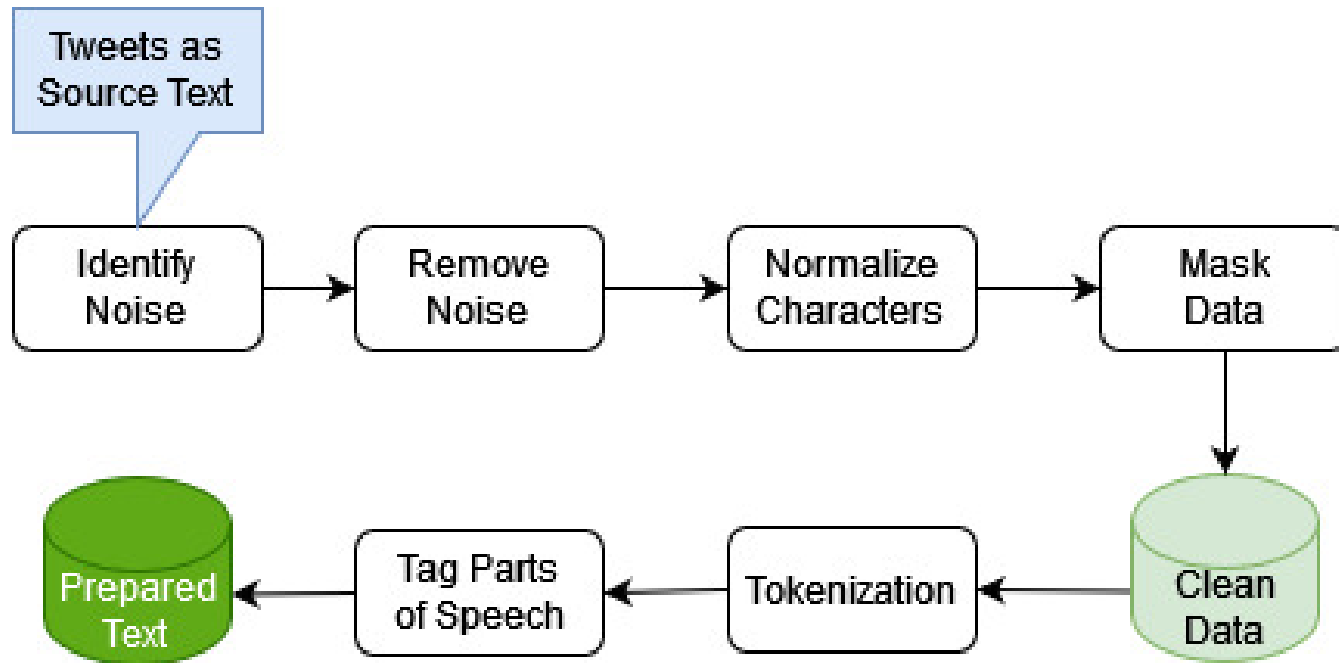 Tweets as
Source Text
Identify
Noise
Remove
Noise
Normalize
Characters
Mask
Data
Clean
Data
Tokenization
Tag Parts
of Speech
Prepared
Text